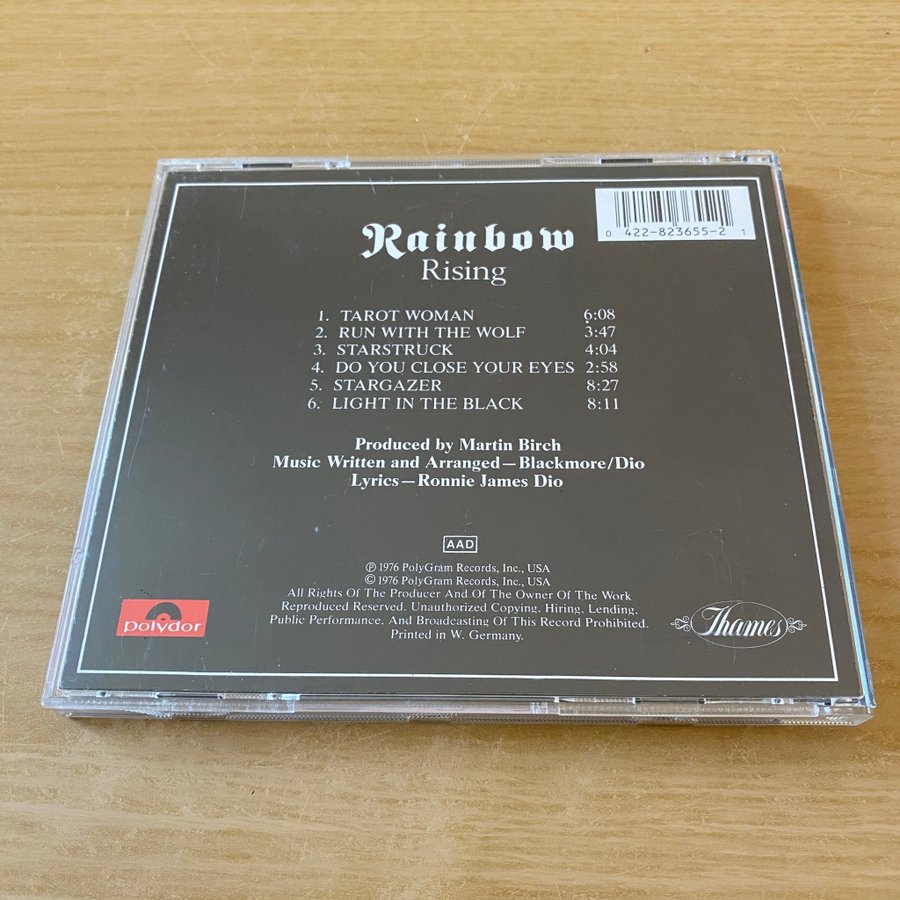 Rainbow
Rising
0 422-823655-2 1
1. TAROT WOMAN 6:08
2. RUN WITH THE WOLF 3:47
3. STARSTRUCK 4:04
4. DO YOU CLOSE YOUR EYES 2:58
5. STARGAZER 8:27
6. LIGHT IN THE BLACK 8:11
Produced by Martin Birch
Music Written and Arranged—Blackmore/Dio
Lyrics—Ronnie James Dio
AAD
℗ 1976 PolyGram Records, Inc., USA
© 1976 PolyGram Records, Inc., USA
All Rights Of The Producer And Of The Owner Of The Work
Reproduced Reserved. Unauthorized Copying, Hiring, Lending,
Public Performance, And Broadcasting Of This Record Prohibited.
Printed in W. Germany.
polydor
Thames